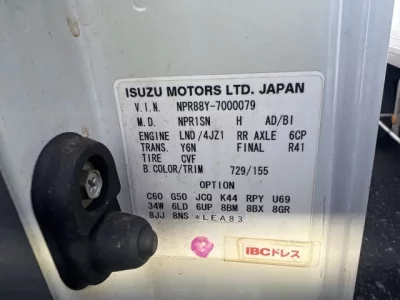 ISUZU MOTORS LTD. JAPAN
V.I.N. NPR88Y-7000079
M.D. NPR1SN H AD/BI
ENGINE LND/4JZ1 RR AXLE 6CP
TRANS. Y6N FINAL R41
TIRE CVF
B.COLOR/TRIM 729/155
OPTION
C60 G50 JCQ K44 RPY U69
34W 6LD 6UP 8BM 8BX 8GR
8JJ 8NS *LEA83
IBCドレス